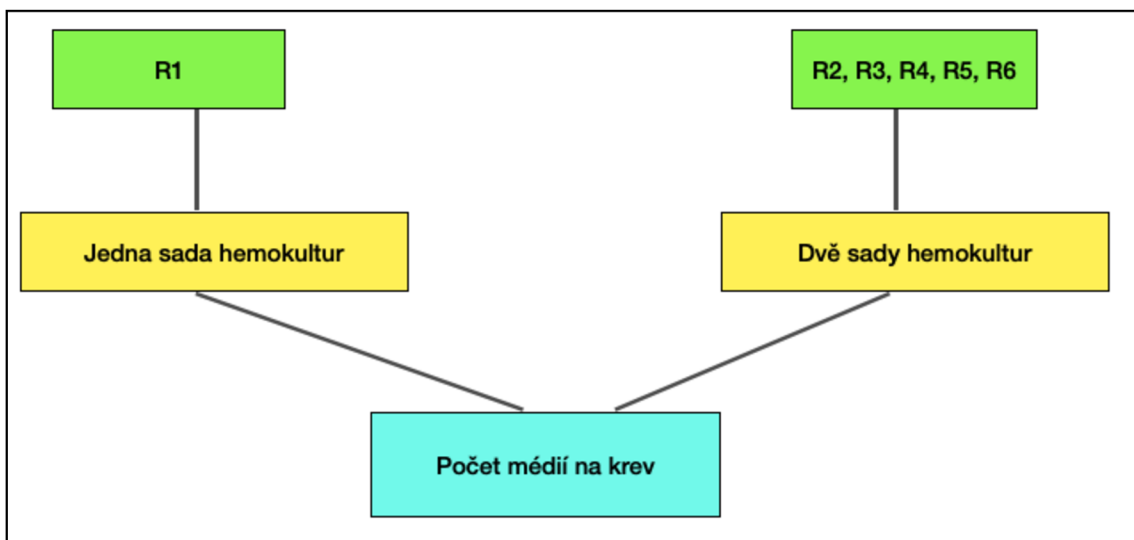 R1
R2, R3, R4, R5, R6
Jedna sada hemokultur
Dvě sady hemokultur
Počet médií na krev